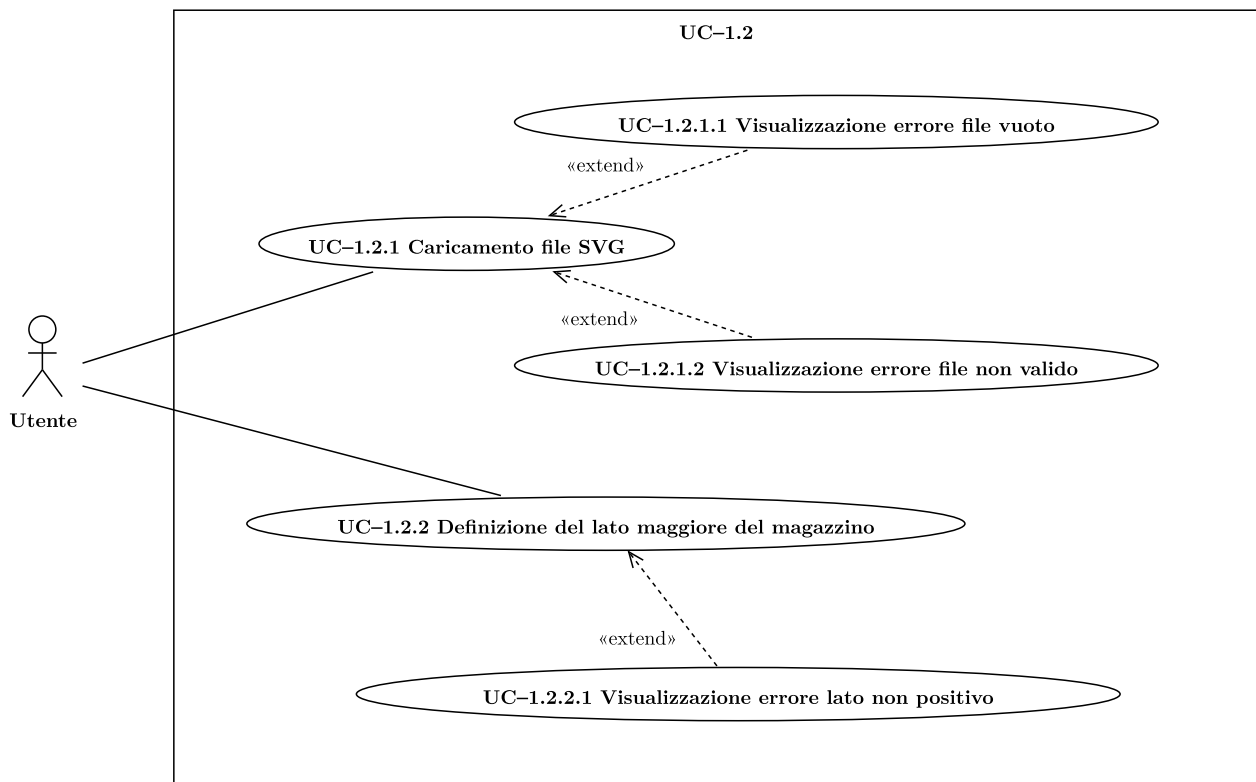 UC–1.2
UC–1.2.1.1 Visualizzazione errore file vuoto
«extend»
UC–1.2.1 Caricamento file SVG
«extend»
UC–1.2.1.2 Visualizzazione errore file non valido
Utente
UC–1.2.2 Definizione del lato maggiore del magazzino
«extend»
UC–1.2.2.1 Visualizzazione errore lato non positivo